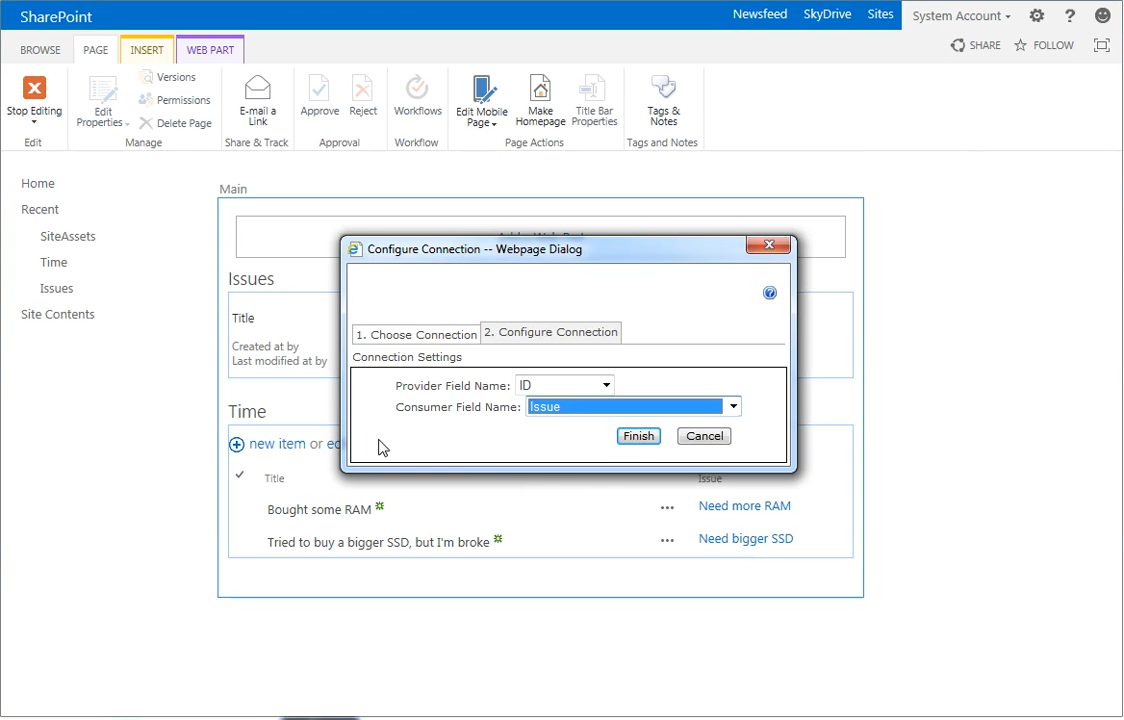 SharePoint
Newsfeed SkyDrive Sites System Account ?
BROWSE PAGE INSERT WEB PART SHARE FOLLOW
Stop Editing
Edit Properties
Versions
Permissions
Delete Page
E-mail a Link
Approve Reject
Workflows
Edit Mobile Page
Make Homepage
Title Bar Properties
Tags & Notes
Edit Manage Share & Track Approval Workflow Page Actions Tags and Notes
Home
Recent
SiteAssets
Time
Issues
Site Contents
Main
Configure Connection -- Webpage Dialog
?
1. Choose Connection 2. Configure Connection
Connection Settings
Provider Field Name: ID
Consumer Field Name: Issue
Finish Cancel
Issues
Title
Created at by
Last modified at by
Time
new item or
Title Issue
Bought some RAM ... Need more RAM
Tried to buy a bigger SSD, but I'm broke ... Need bigger SSD